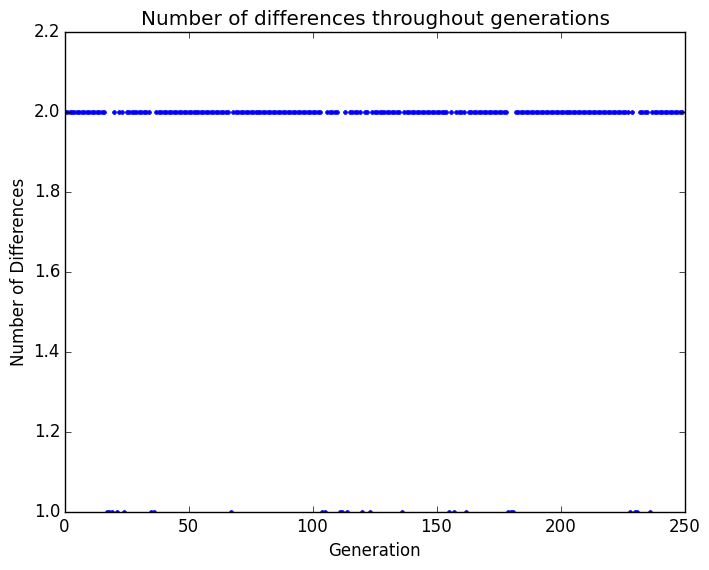 Number of differences throughout generations
Number of Differences
2.2
2.0
1.8
1.6
1.4
1.2
1.0
0 50 100 150 200 250
Generation